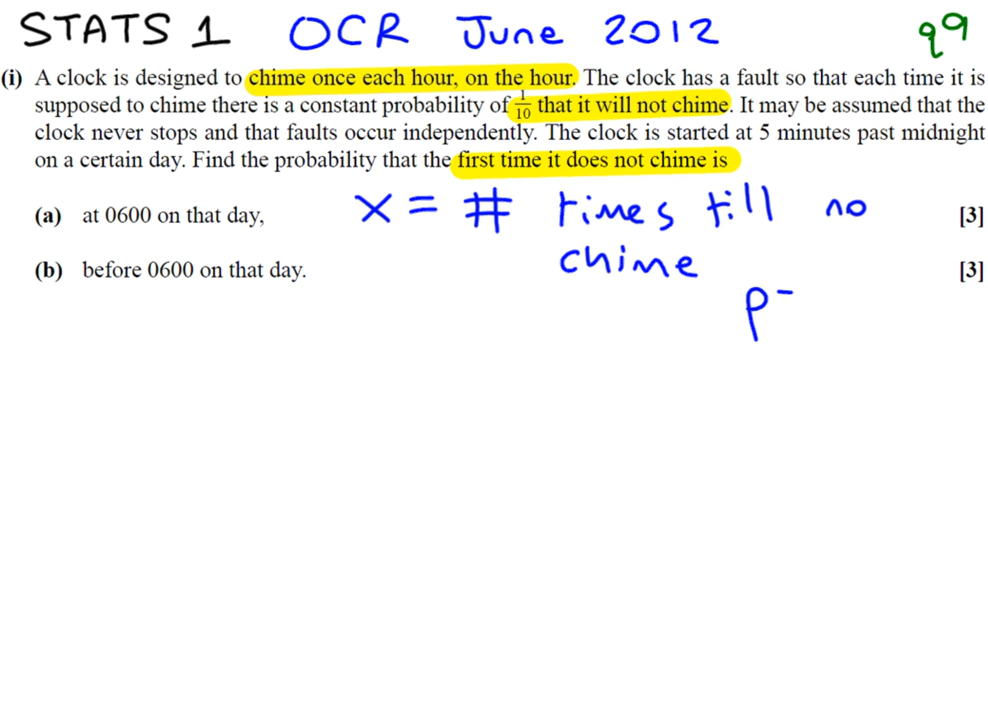 STATS 1 OCR June 2012 q9
(i) A clock is designed to chime once each hour, on the hour. The clock has a fault so that each time it is
supposed to chime there is a constant probability of 1/10 that it will not chime. It may be assumed that the
clock never stops and that faults occur independently. The clock is started at 5 minutes past midnight
on a certain day. Find the probability that the first time it does not chime is
(a) at 0600 on that day, [3]
X = # times till no
chime
(b) before 0600 on that day. [3]
p-